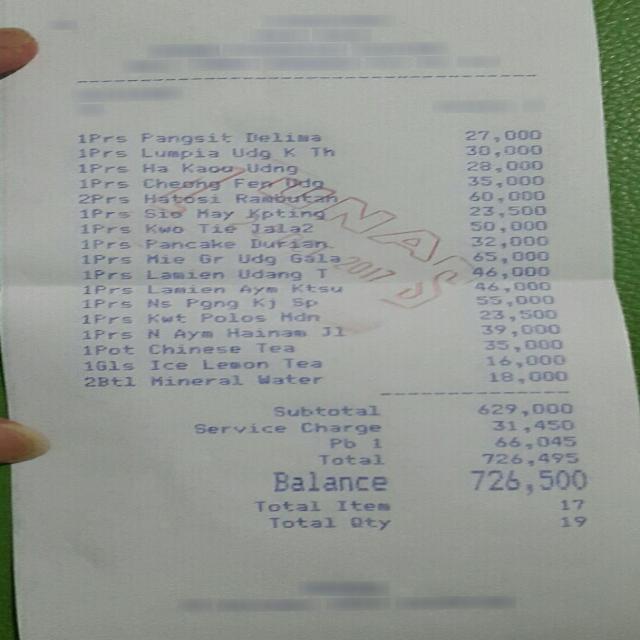 1Prs Pangsit Delima 27,000
1Prs Lumpia Udg K Th 30,000
1Prs Ha Kaou Udng 28,000
1Prs Cheong Fen Udg 35,000
2Prs Hatosi Rambutan 60,000
1Prs Sio May Kpting 23,500
1Prs Kwo Tie Jala2 50,000
1Prs Pancake Durian 32,000
1Prs Mie Gr Udg Gala 65,000
1Prs Lamien Udang T 46,000
1Prs Lamien Aym Ktsu 46,000
1Prs Ns Pgng Kj Sp 55,000
1Prs Kwt Polos Mdn 23,500
1Prs N Aym Hainam Jl 39,000
1Pot Chinese Tea 35,000
1Gls Ice Lemon Tea 16,000
2Btl Mineral Water 18,000
Subtotal 629,000
Service Charge 31,450
Pb 1 66,045
Total 726,495
Balance 726,500
Total Item 17
Total Qty 19
2017